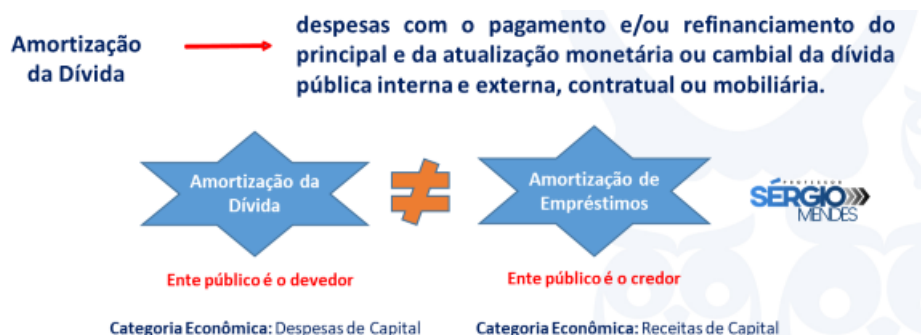 Amortização
da Dívida
despesas com o pagamento e/ou refinanciamento do
principal e da atualização monetária ou cambial da dívida
pública interna e externa, contratual ou mobiliária.
Amortização da
Dívida
≠
Amortização de
Empréstimos
PROFESSOR
SÉRGIO
MENDES
Ente público é o devedor
Ente público é o credor
Categoria Econômica: Despesas de Capital
Categoria Econômica: Receitas de Capital